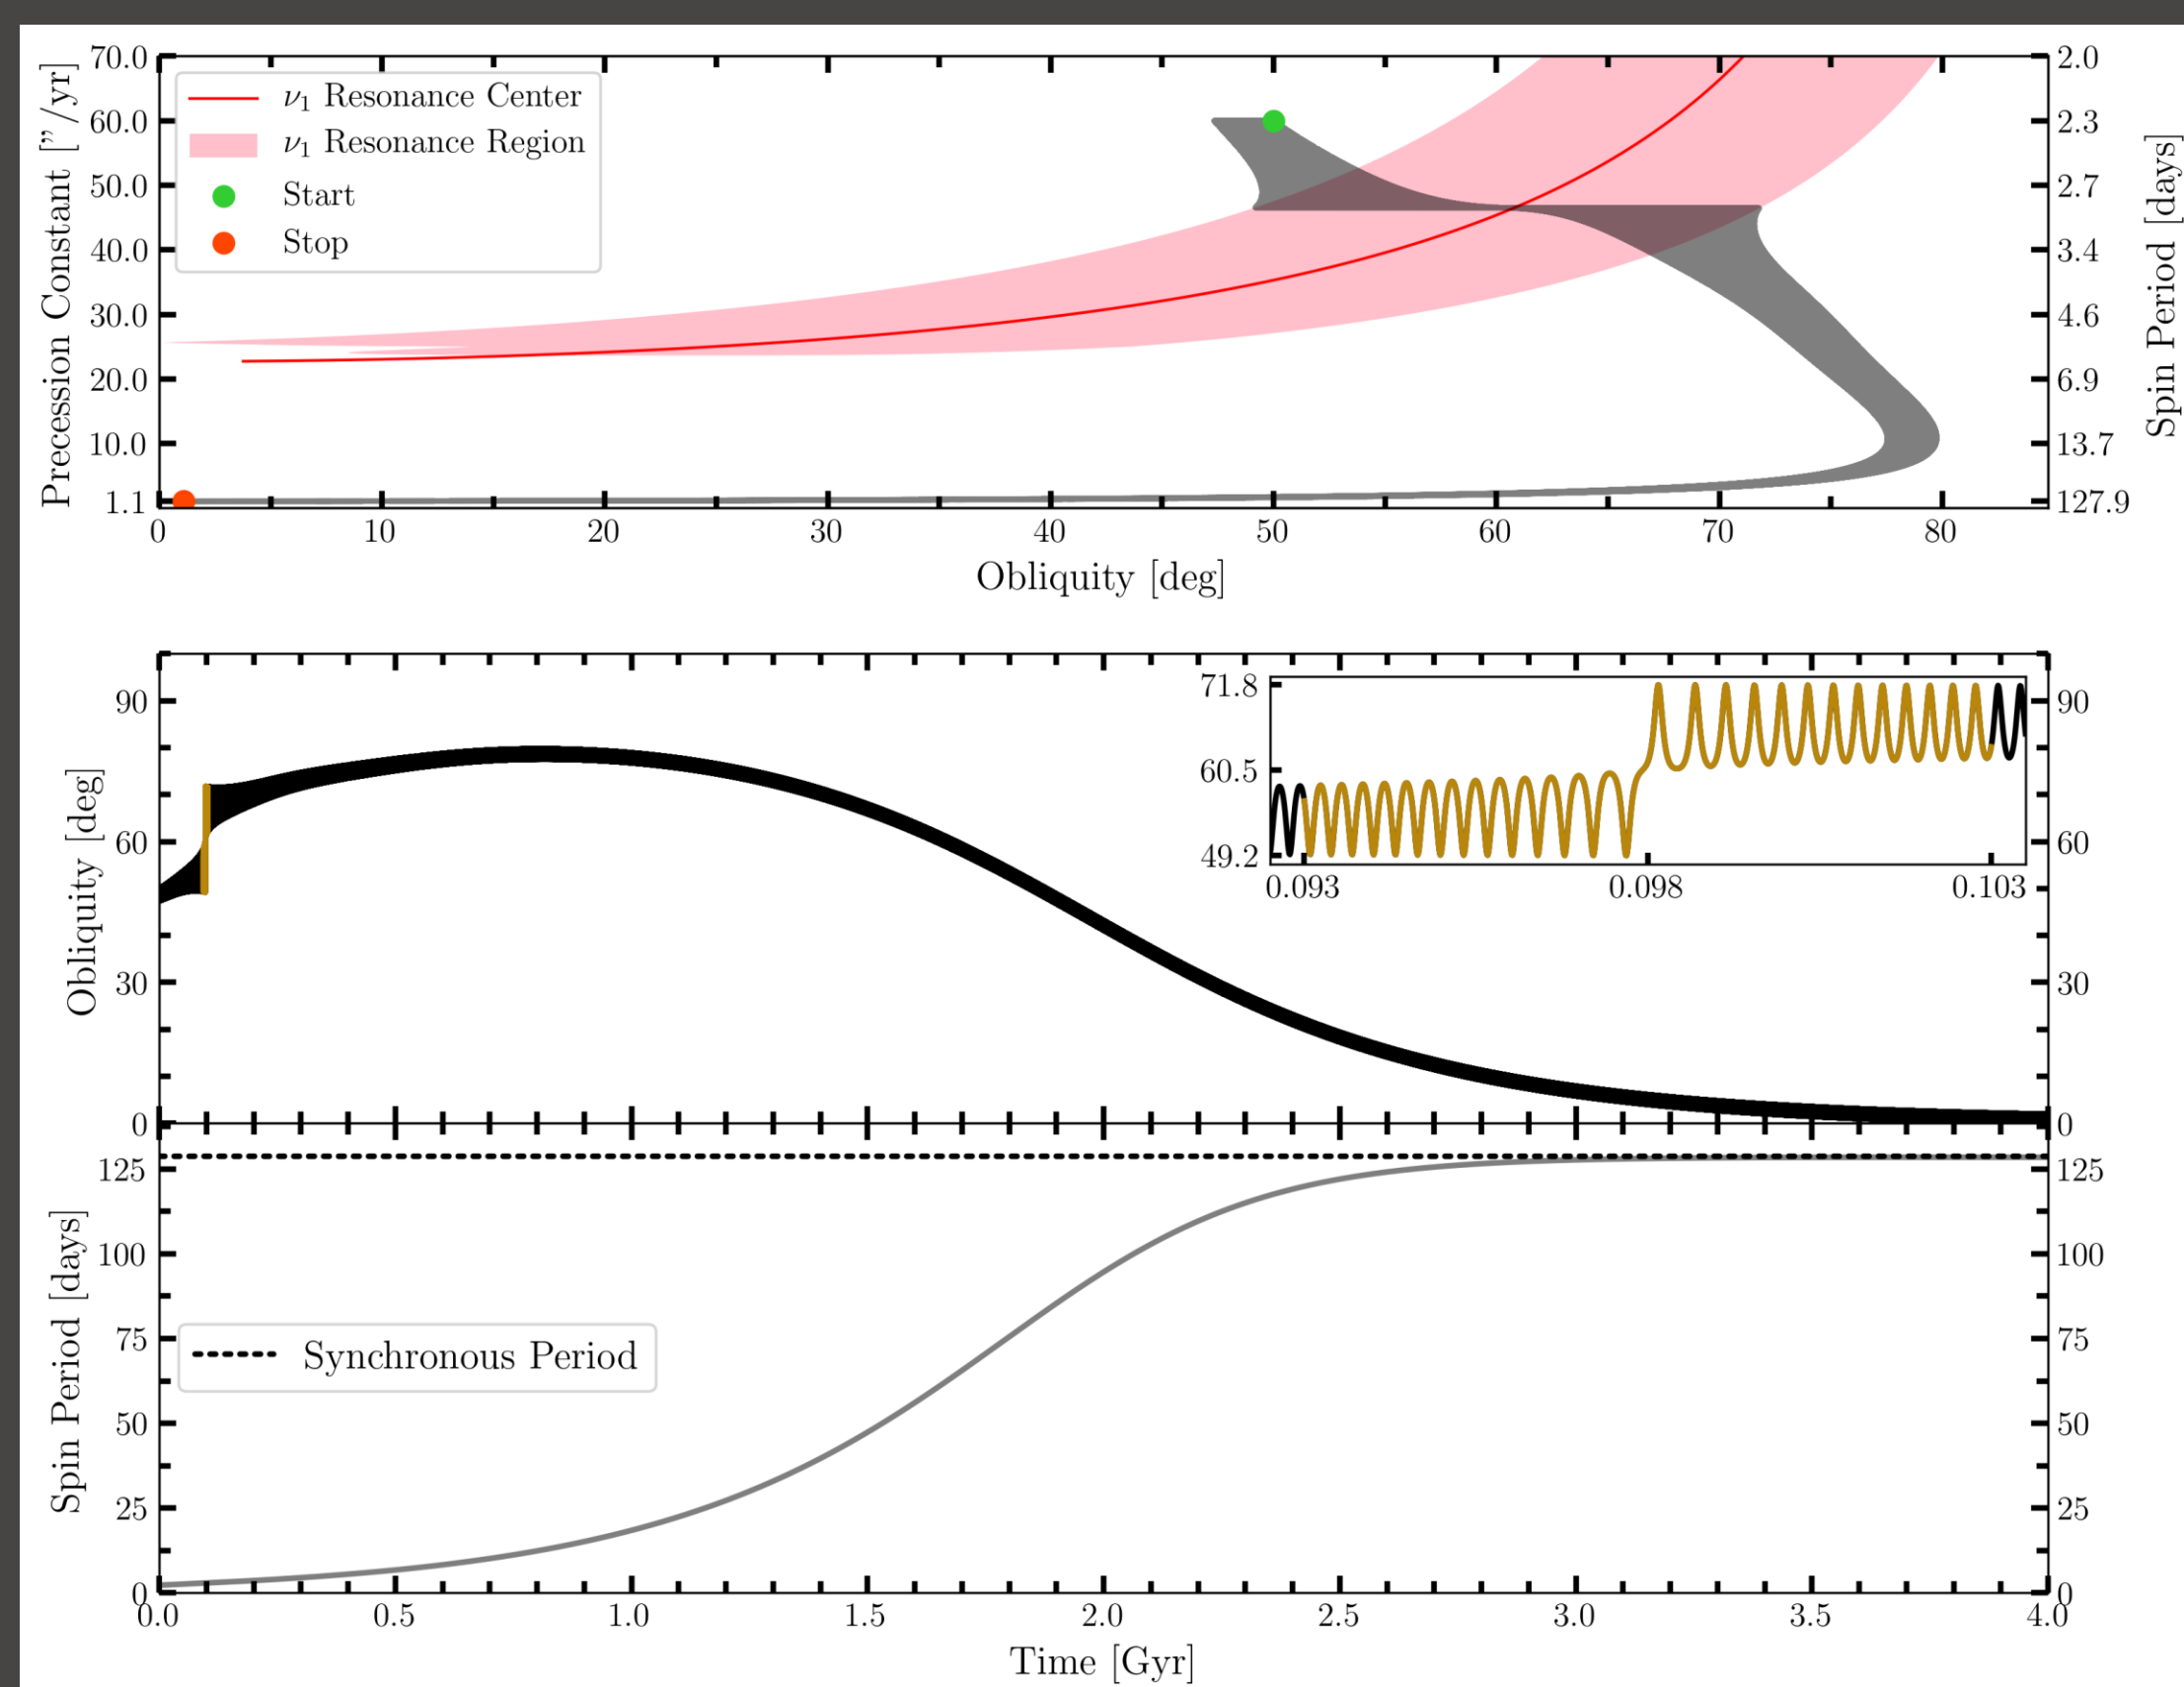 70.0
60.0
50.0
40.0
30.0
20.0
10.0
1.1
Precession Constant ["/yr]
ν1 Resonance Center
ν1 Resonance Region
Start
Stop
2.0
2.3
2.7
3.4
4.6
6.9
13.7
127.9
Spin Period [days]
0 10 20 30 40 50 60 70 80
Obliquity [deg]
90
60
30
0
Obliquity [deg]
71.8
60.5
49.2
0.093 0.098 0.103
90
60
30
0
125
100
75
50
25
0
Spin Period [days]
Synchronous Period
125
100
75
50
25
0
0.0 0.5 1.0 1.5 2.0 2.5 3.0 3.5 4.0
Time [Gyr]